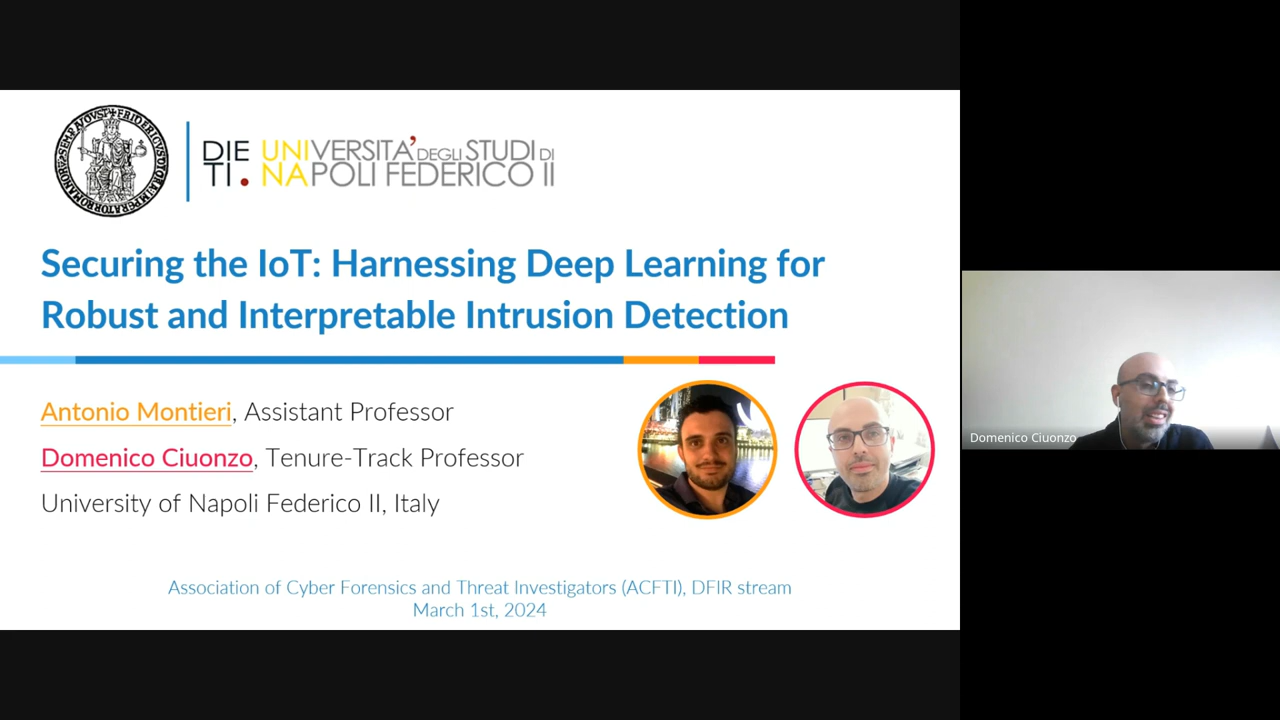 DIE
TI.
UNIVERSITA' DEGLI STUDI DI
NAPOLI FEDERICO II
Securing the IoT: Harnessing Deep Learning for
Robust and Interpretable Intrusion Detection
Antonio Montieri, Assistant Professor
Domenico Ciuonzo, Tenure-Track Professor
University of Napoli Federico II, Italy
Association of Cyber Forensics and Threat Investigators (ACFTI), DFIR stream
March 1st, 2024
Domenico Ciuonzo